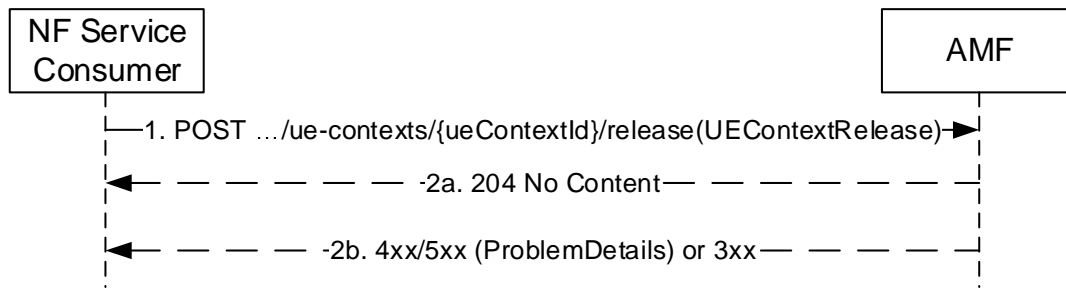 NF Service
Consumer
AMF
1. POST …/ue-contexts/{ueContextId}/release(UEContextRelease)
2a. 204 No Content
2b. 4xx/5xx (ProblemDetails) or 3xx